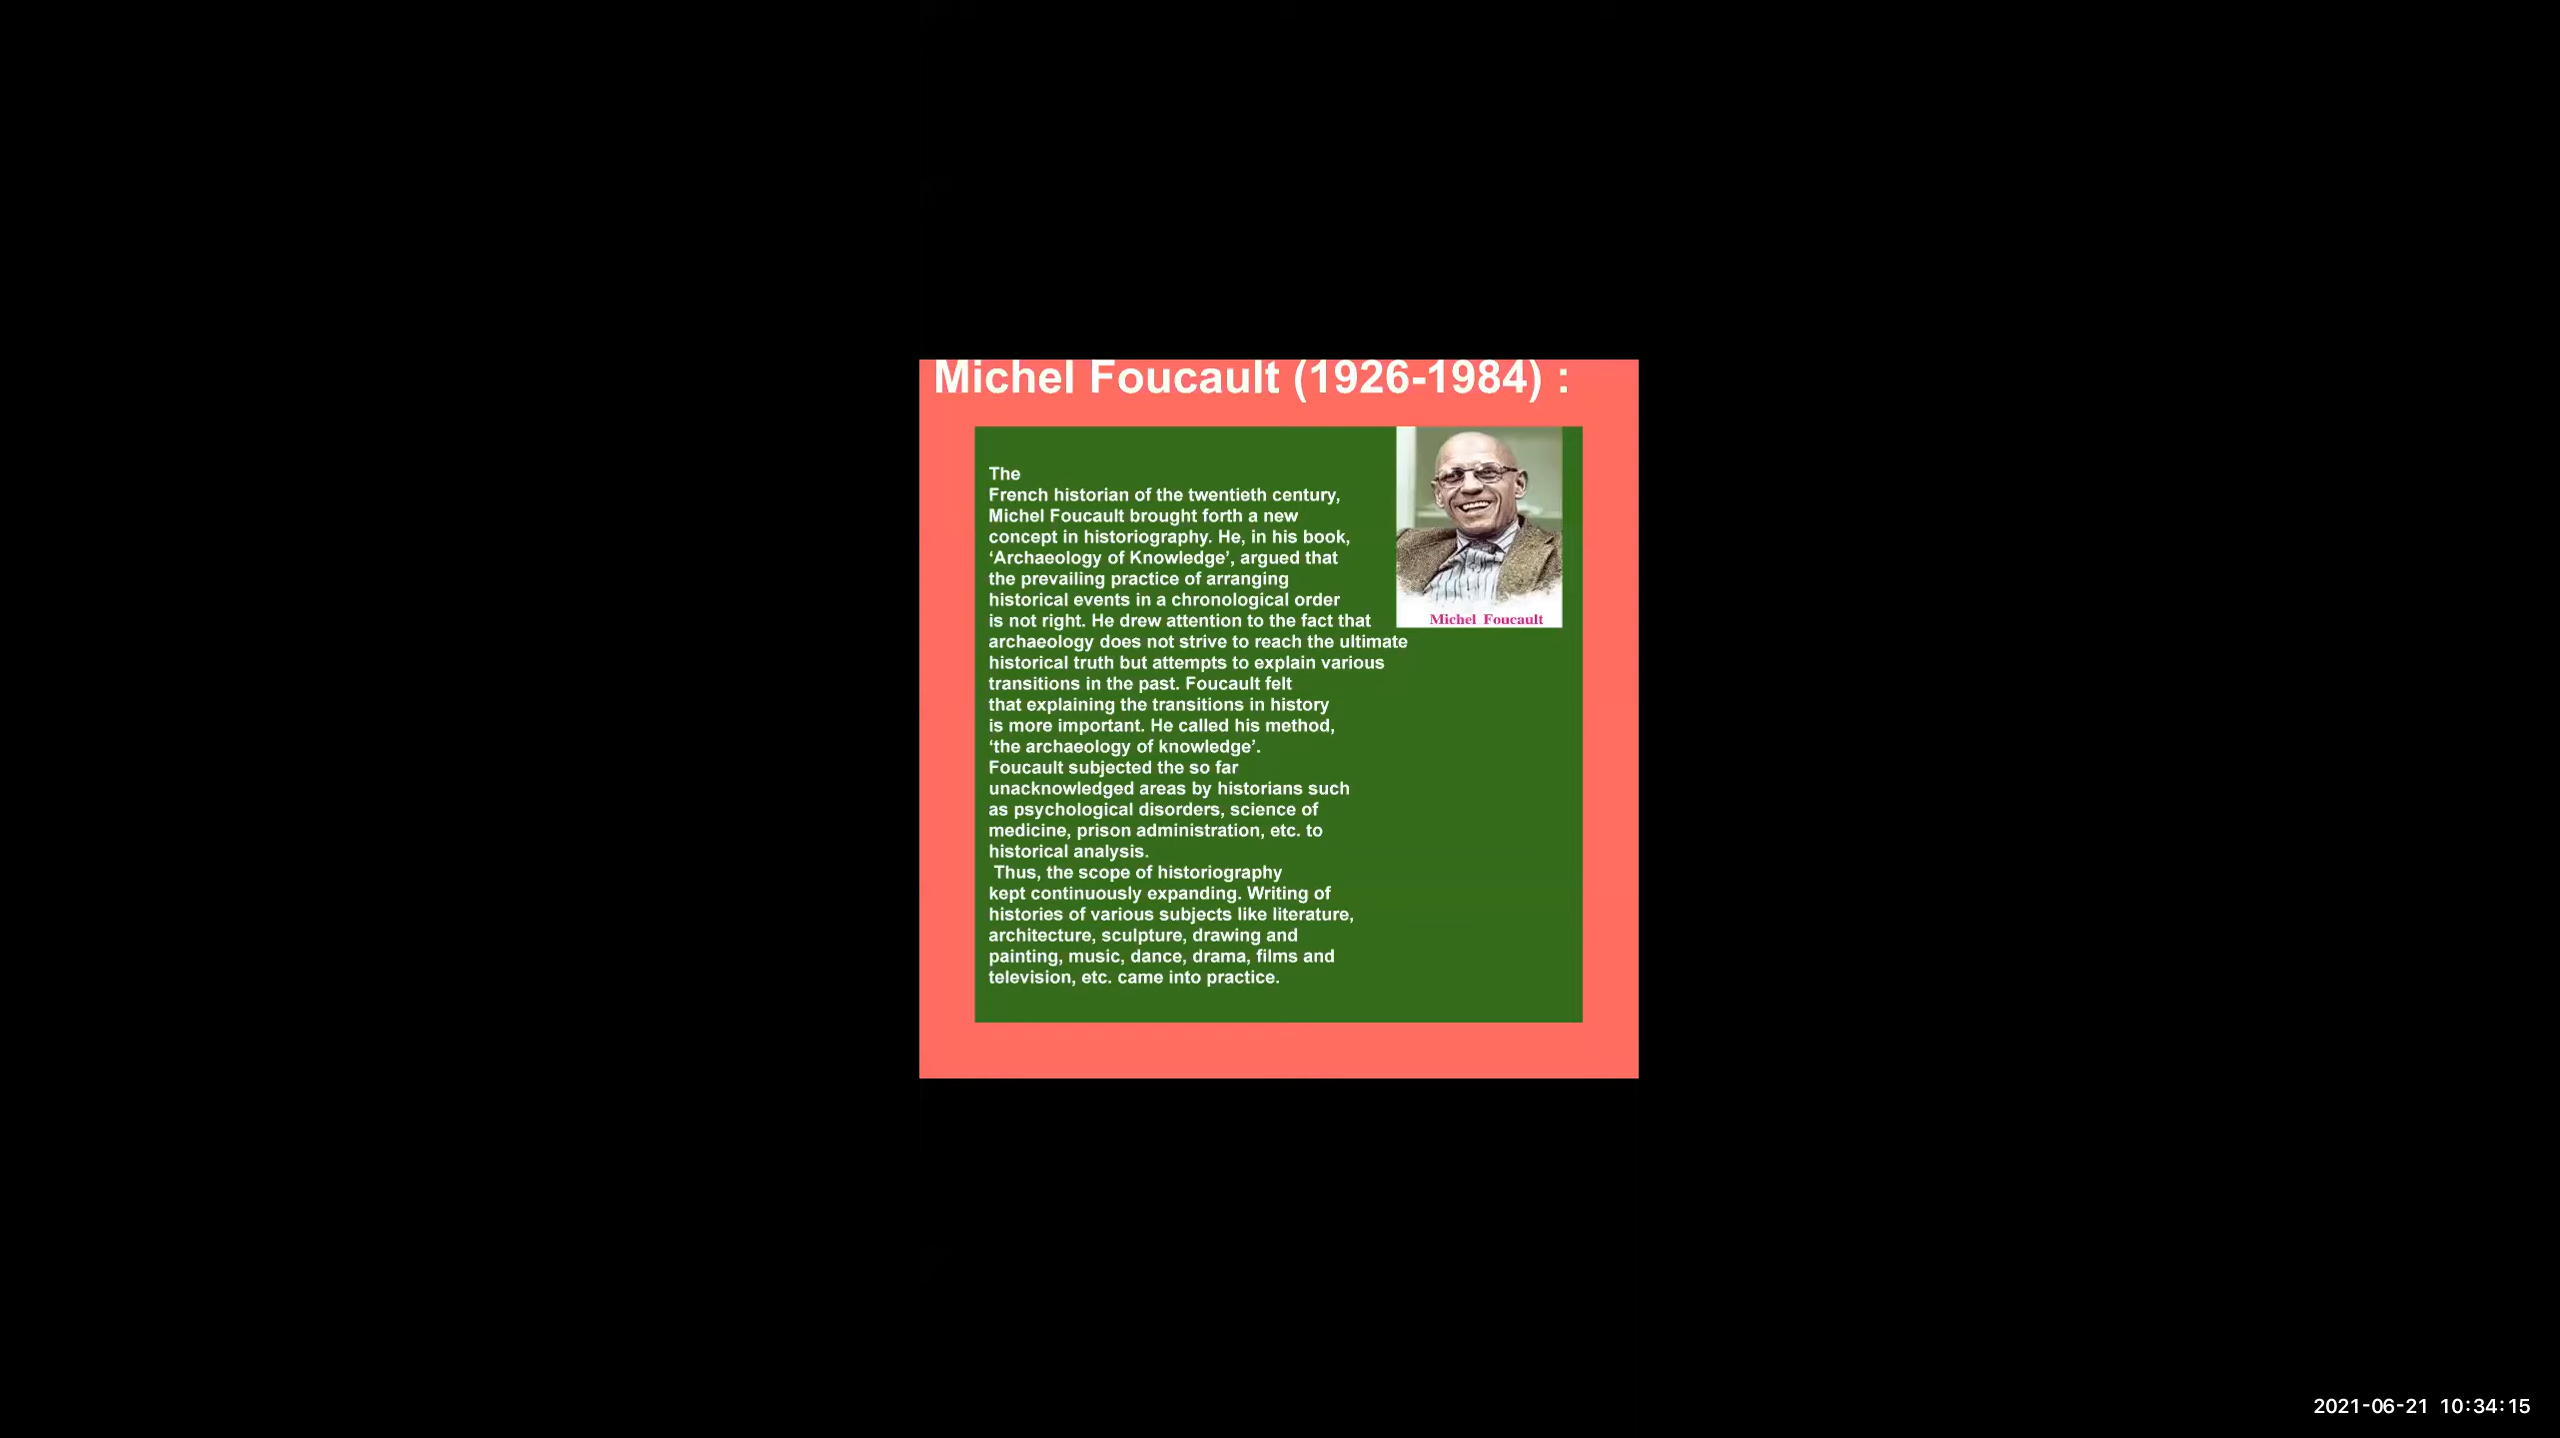 Michel Foucault (1926-1984) :
The
French historian of the twentieth century,
Michel Foucault brought forth a new
concept in historiography. He, in his book,
‘Archaeology of Knowledge’, argued that
the prevailing practice of arranging
historical events in a chronological order
is not right. He drew attention to the fact that
archaeology does not strive to reach the ultimate
historical truth but attempts to explain various
transitions in the past. Foucault felt
that explaining the transitions in history
is more important. He called his method,
‘the archaeology of knowledge’.
Foucault subjected the so far
unacknowledged areas by historians such
as psychological disorders, science of
medicine, prison administration, etc. to
historical analysis.
Thus, the scope of historiography
kept continuously expanding. Writing of
histories of various subjects like literature,
architecture, sculpture, drawing and
painting, music, dance, drama, films and
television, etc. came into practice.
Michel Foucault
2021-06-21 10:34:15